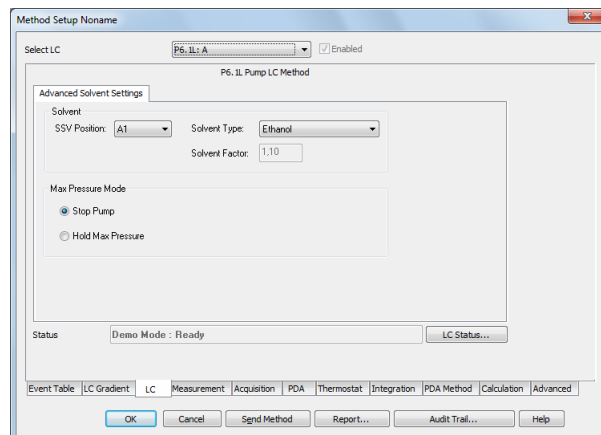 Method Setup Noname
Select LC P6.1L: A Enabled
P6.1L Pump LC Method
Advanced Solvent Settings
Solvent
SSV Position: A1 Solvent Type: Ethanol
Solvent Factor: 1,10
Max Pressure Mode
Stop Pump
Hold Max Pressure
Status Demo Mode : Ready LC Status...
Event Table LC Gradient LC Measurement Acquisition PDA Thermostat Integration PDA Method Calculation Advanced
OK Cancel Send Method Report... Audit Trail... Help